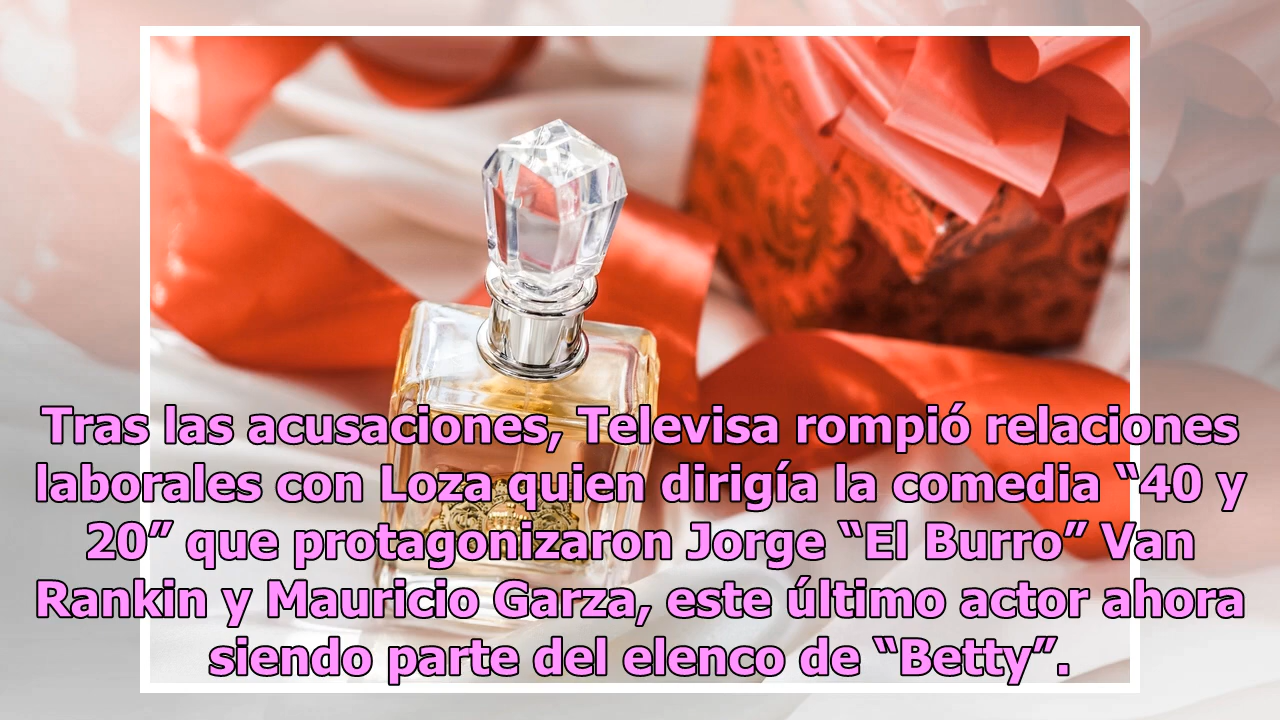 Tras las acusaciones, Televisa rompió relaciones
laborales con Loza quien dirigía la comedia “40 y
20” que protagonizaron Jorge “El Burro” Van
Rankin y Mauricio Garza, este último actor ahora
siendo parte del elenco de “Betty”.